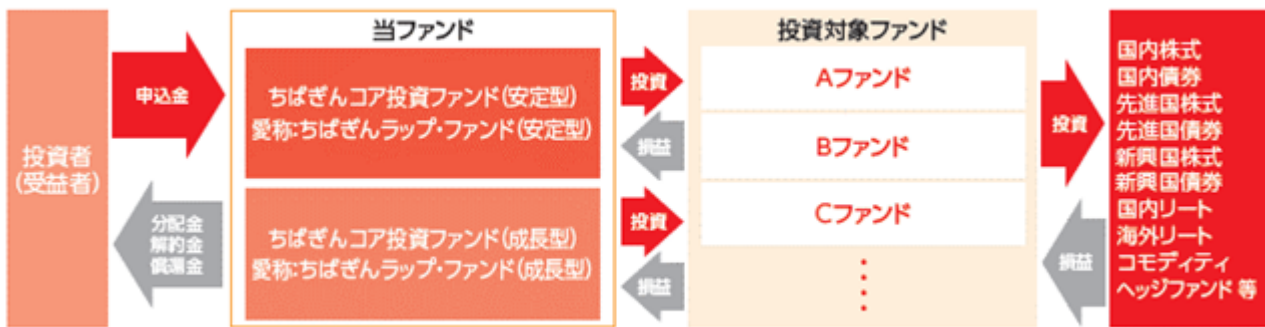 投資者
(受益者)
申込金
分配金
解約金
償還金
当ファンド
ちばぎんコア投資ファンド(安定型)
愛称:ちばぎんラップ・ファンド(安定型)
ちばぎんコア投資ファンド(成長型)
愛称:ちばぎんラップ・ファンド(成長型)
投資
損益
投資
損益
投資対象ファンド
Aファンド
Bファンド
Cファンド
投資
損益
国内株式
国内債券
先進国株式
先進国債券
新興国株式
新興国債券
国内リート
海外リート
コモディティ
ヘッジファンド 等